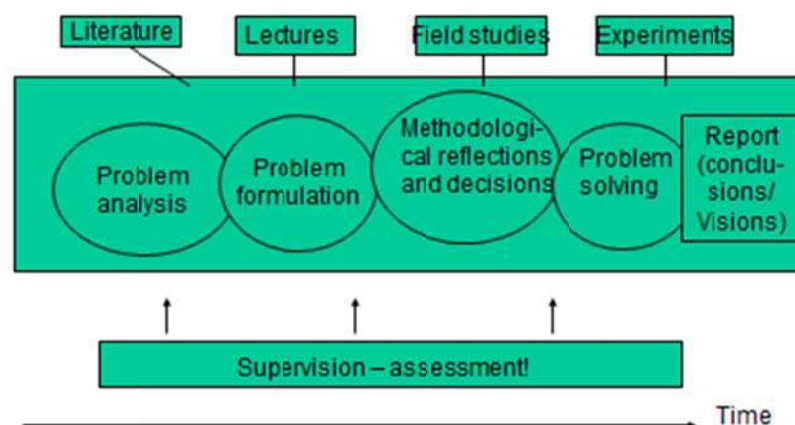 Literature
Lectures
Field studies
Experiments
Problem
analysis
Problem
formulation
Methodologi-
cal reflections
and decisions
Problem
solving
Report
(conclu-
sions/
Visions)
Supervision – assessment!
Time